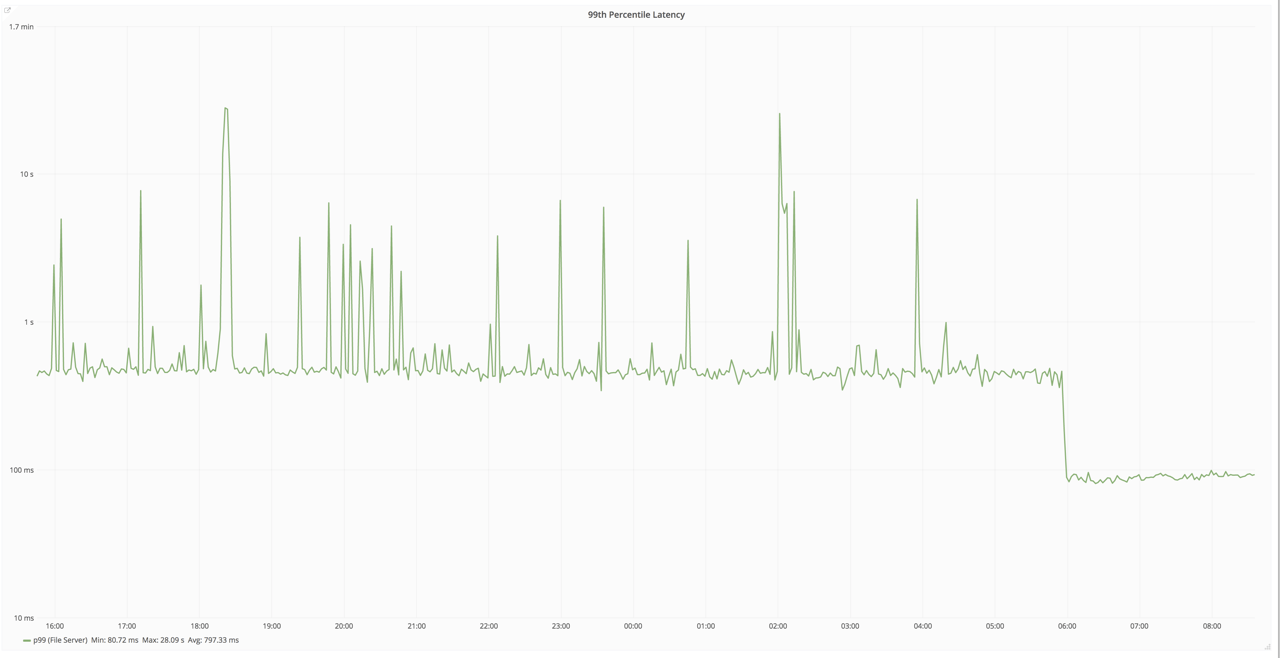 99th Percentile Latency
1.7 min
10 s
1 s
100 ms
10 ms
16:00 17:00 18:00 19:00 20:00 21:00 22:00 23:00 00:00 01:00 02:00 03:00 04:00 05:00 06:00 07:00 08:00
p99 (File Server) Min: 80.72 ms Max: 28.09 s Avg: 797.33 ms